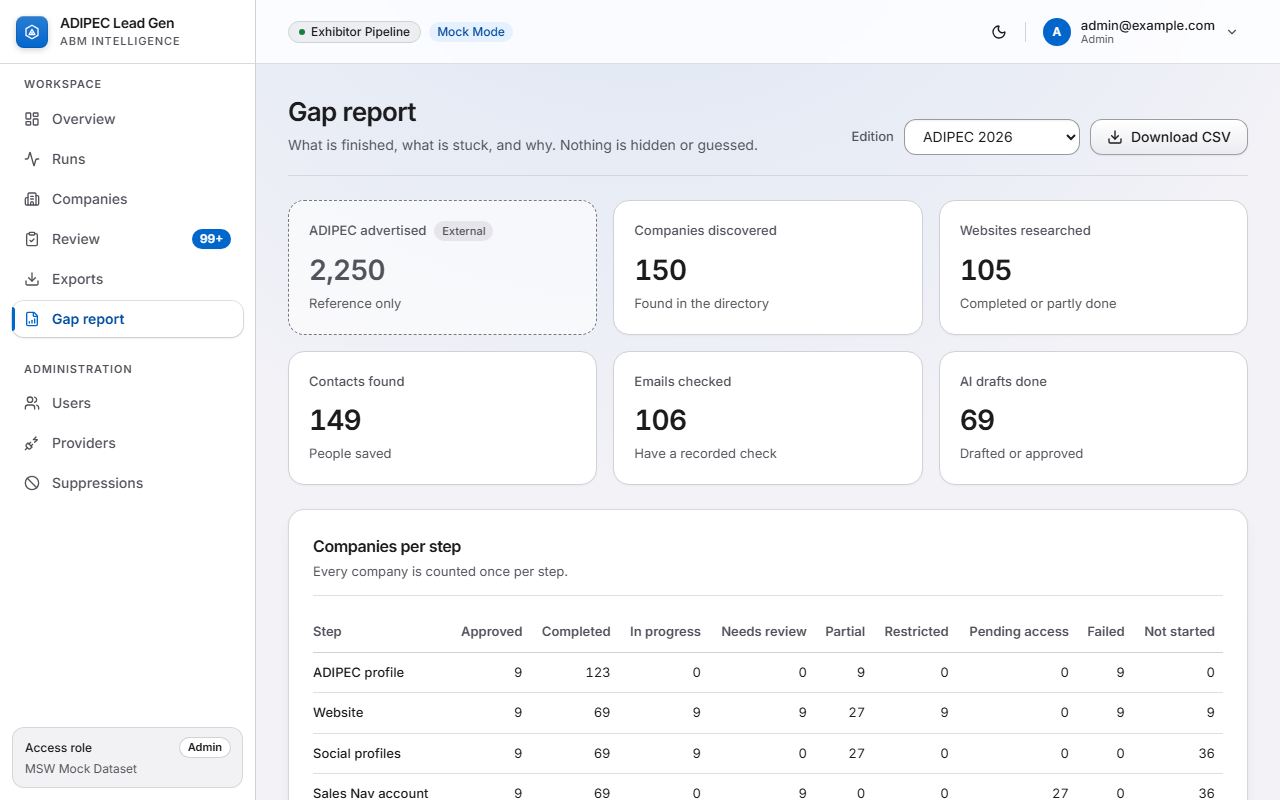 ADIPEC Lead Gen
ABM INTELLIGENCE
Exhibitor Pipeline
Mock Mode
A
admin@example.com
Admin
WORKSPACE
Overview
Runs
Companies
Review 99+
Exports
Gap report
ADMINISTRATION
Users
Providers
Suppressions
Access role Admin
MSW Mock Dataset
Gap report
What is finished, what is stuck, and why. Nothing is hidden or guessed.
Edition ADIPEC 2026 Download CSV
ADIPEC advertised External
2,250
Reference only
Companies discovered
150
Found in the directory
Websites researched
105
Completed or partly done
Contacts found
149
People saved
Emails checked
106
Have a recorded check
AI drafts done
69
Drafted or approved
Companies per step
Every company is counted once per step.
Step Approved Completed In progress Needs review Partial Restricted Pending access Failed Not started
ADIPEC profile 9 123 0 0 9 0 0 9 0
Website 9 69 9 9 27 9 0 9 9
Social profiles 9 69 9 0 27 0 0 0 36
Sales Nav account 9 69 0 9 0 0 27 0 36